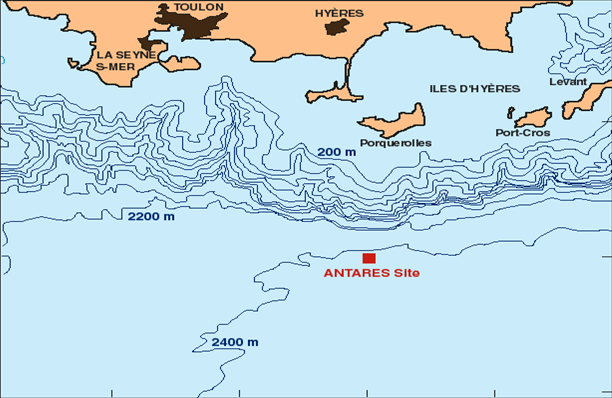 TOULON
HYÈRES
LA SEYNE
S-MER
ILES D'HYÈRES
Levant
Port-Cros
Porquerolles
200 m
2200 m
ANTARES Site
2400 m